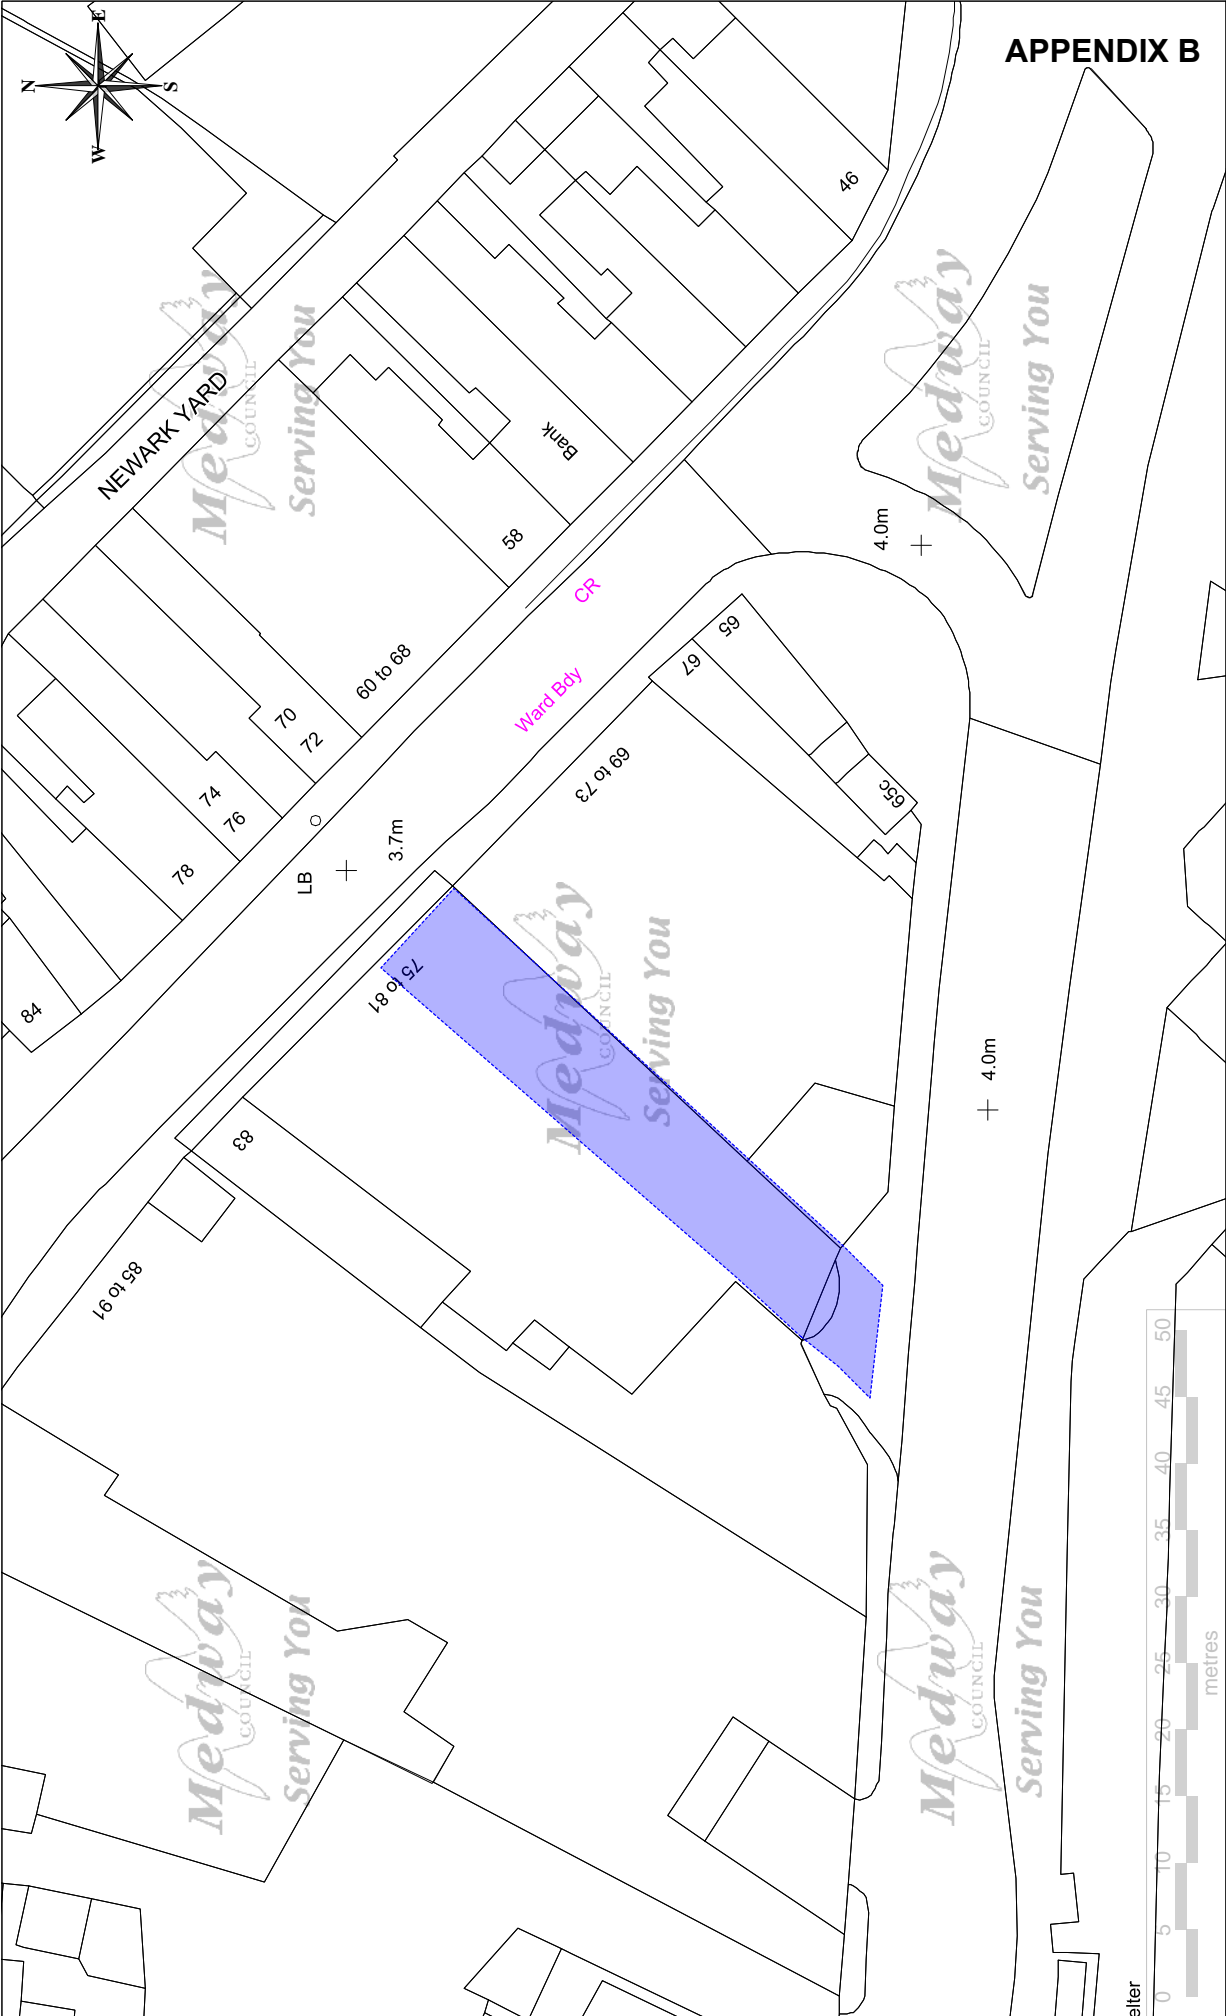 APPENDIX B
E
N
S
W
46
NEWARK YARD
Medway
COUNCIL
Serving You
Medway
COUNCIL
Serving You
Bank
58
4.0m
CR
60 to 68
Ward Bdy
65
67
70
72
69 to 73
74
76
65c
78
3.7m
LB
84
75 to 81
Medway
COUNCIL
Serving You
4.0m
83
85 to 91
Medway
COUNCIL
Serving You
Medway
COUNCIL
Serving You
50
45
40
35
30
25
20
15
10
5
0
metres
elter